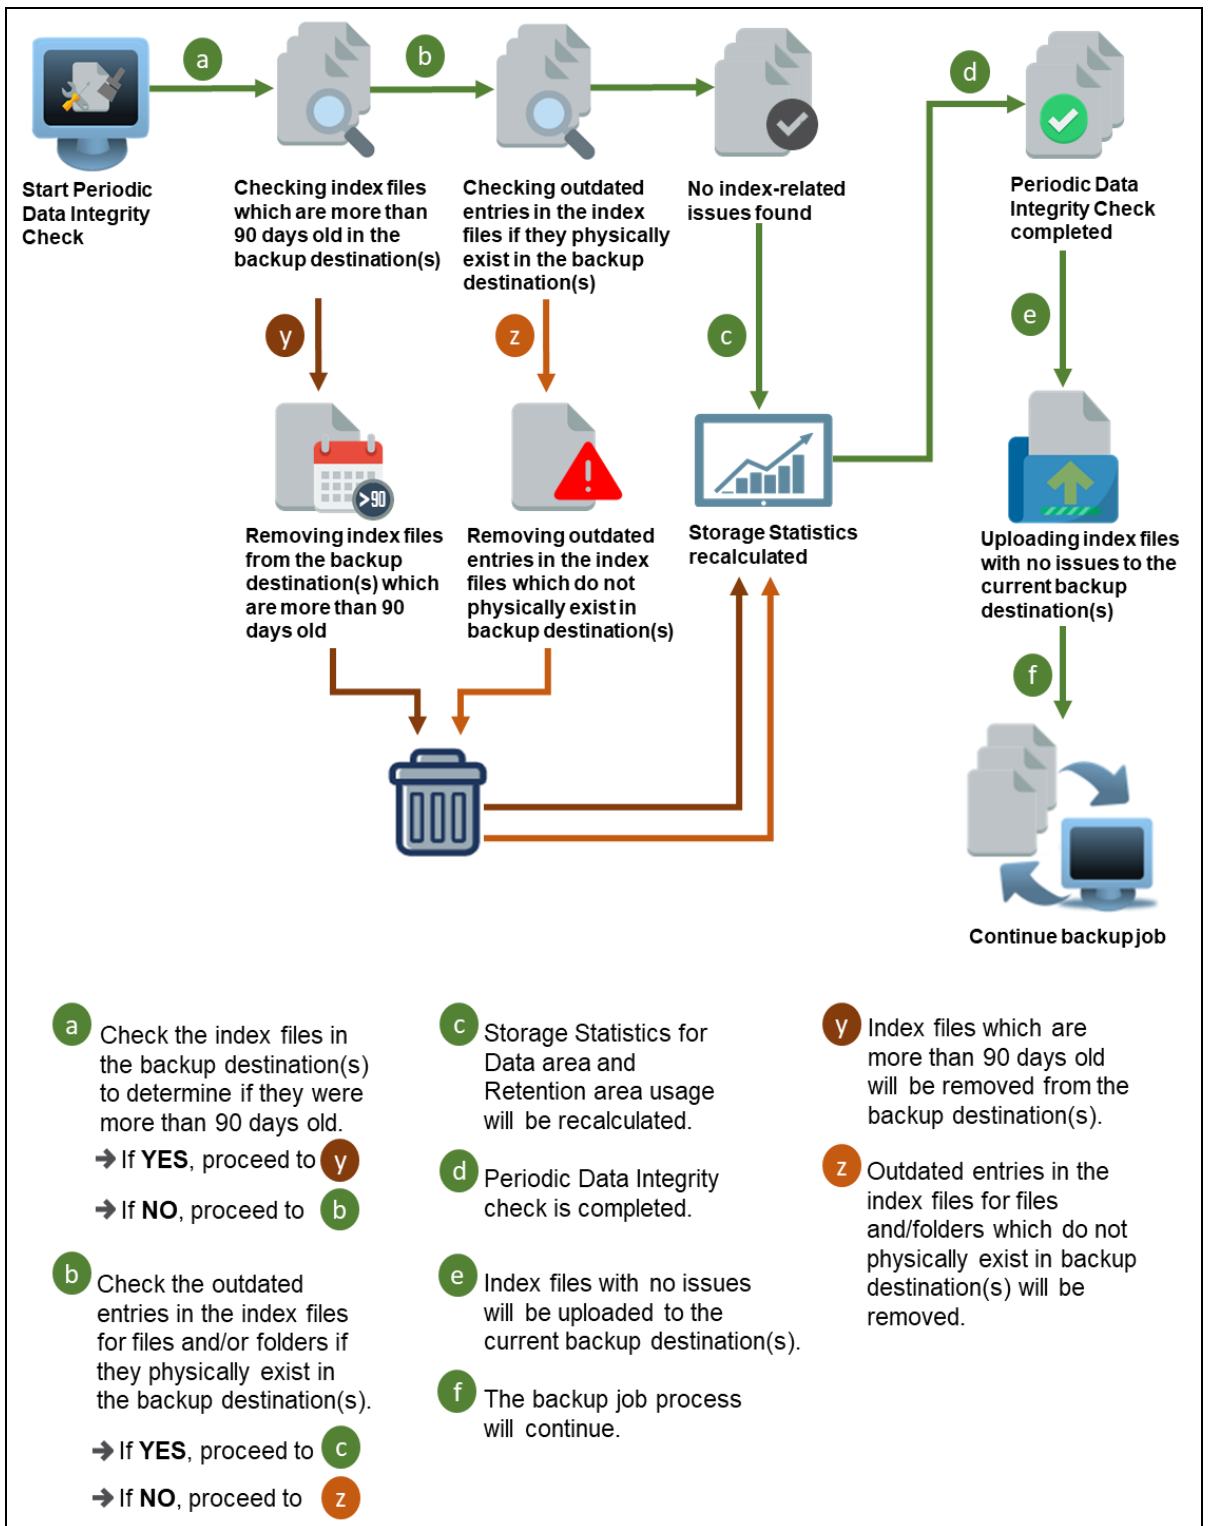 a
b
d
Start Periodic
Data Integrity
Check
Checking index files
which are more than
90 days old in the
backup destination(s)
Checking outdated
entries in the index
files if they physically
exist in the backup
destination(s)
No index-related
issues found
Periodic Data
Integrity Check
completed
y
z
c
e
>90
Removing index files
from the backup
destination(s) which
are more than 90
days old
Removing outdated
entries in the index
files which do not
physically exist in
backup destination(s)
Storage Statistics
recalculated
Uploading index files
with no issues to the
current backup
destination(s)
f
Continue backup job
a
Check the index files in
the backup destination(s)
to determine if they were
more than 90 days old.
➔ If YES, proceed to y
➔ If NO, proceed to b
b
Check the outdated
entries in the index files
for files and/or folders if
they physically exist in
the backup destination(s).
➔ If YES, proceed to c
➔ If NO, proceed to z
c
Storage Statistics for
Data area and
Retention area usage
will be recalculated.
d
Periodic Data Integrity
check is completed.
e
Index files with no issues
will be uploaded to the
current backup destination(s).
f
The backup job process
will continue.
y
Index files which are
more than 90 days old
will be removed from the
backup destination(s).
z
Outdated entries in the
index files for files
and/folders which do not
physically exist in backup
destination(s) will be
removed.